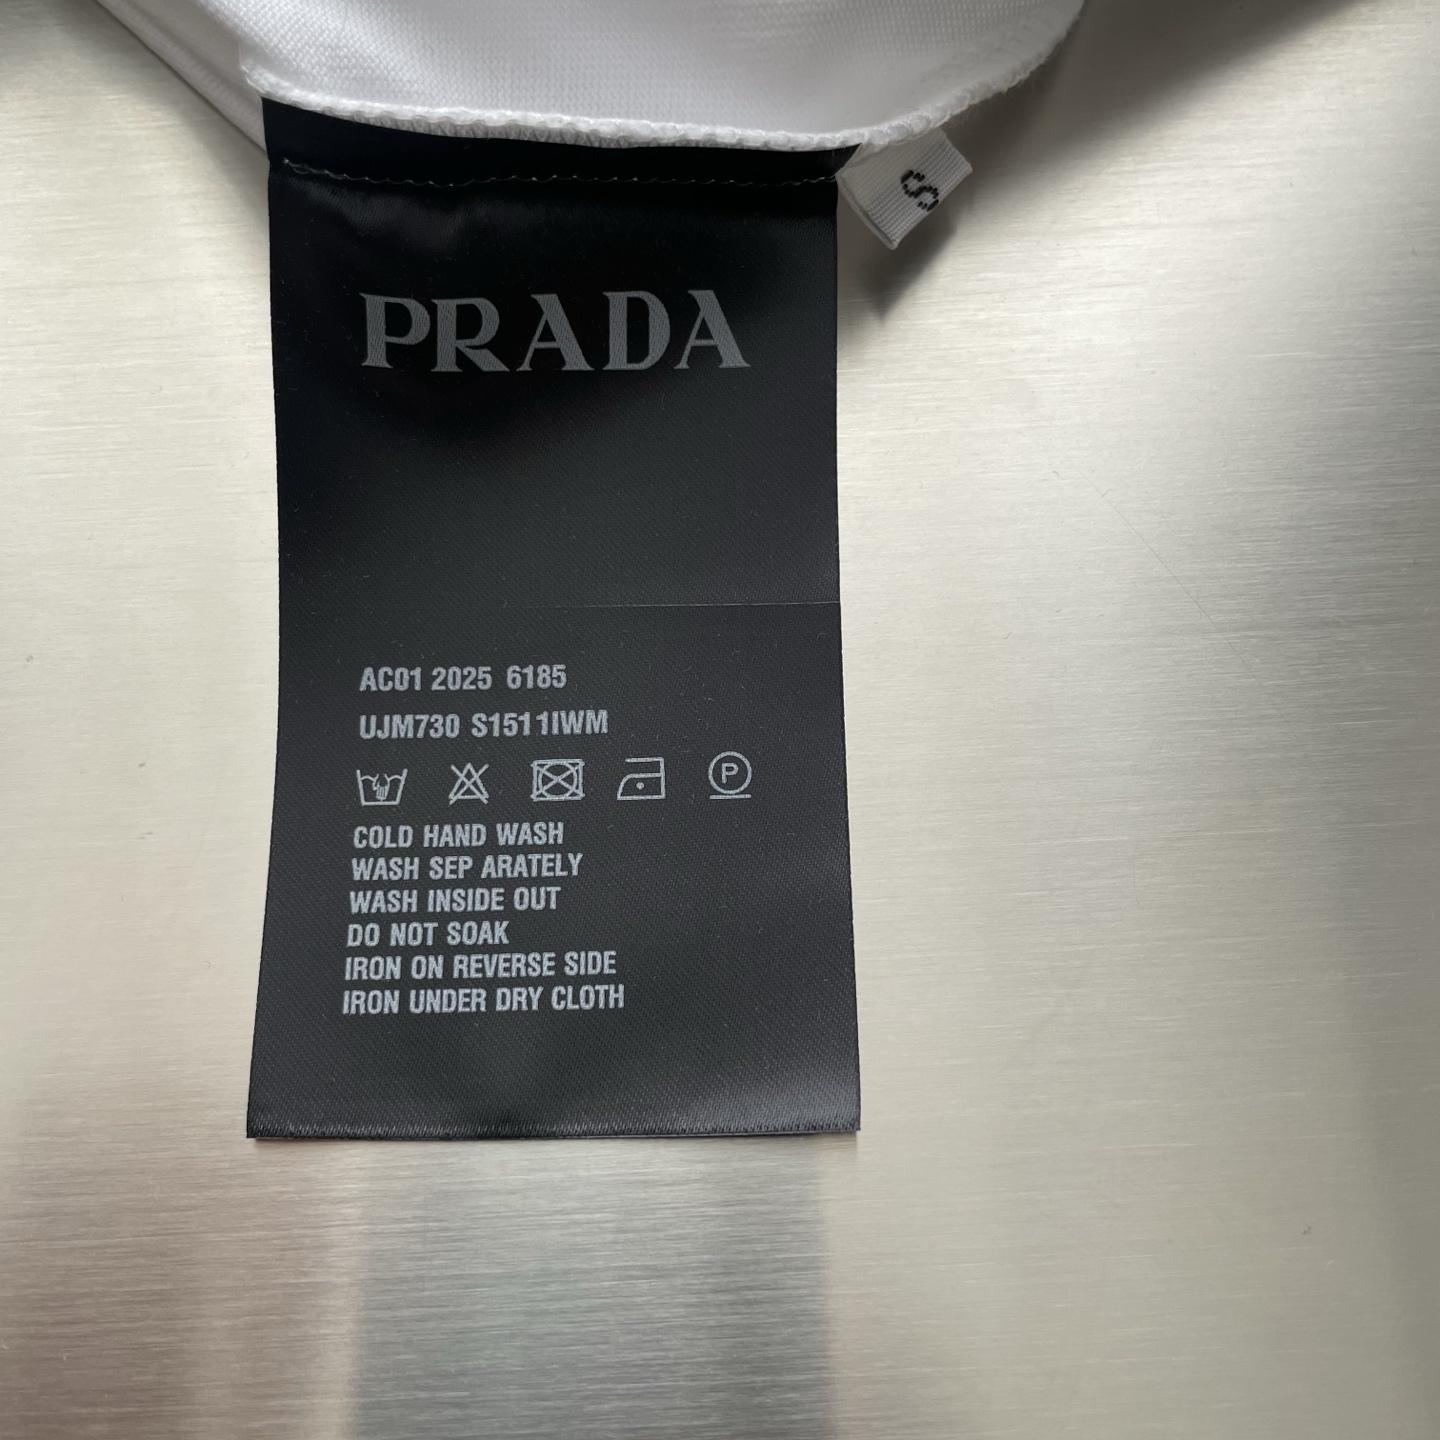 S
PRADA
AC01 2025 6185
UJM730 S1511IWM
P
COLD HAND WASH
WASH SEP ARATELY
WASH INSIDE OUT
DO NOT SOAK
IRON ON REVERSE SIDE
IRON UNDER DRY CLOTH